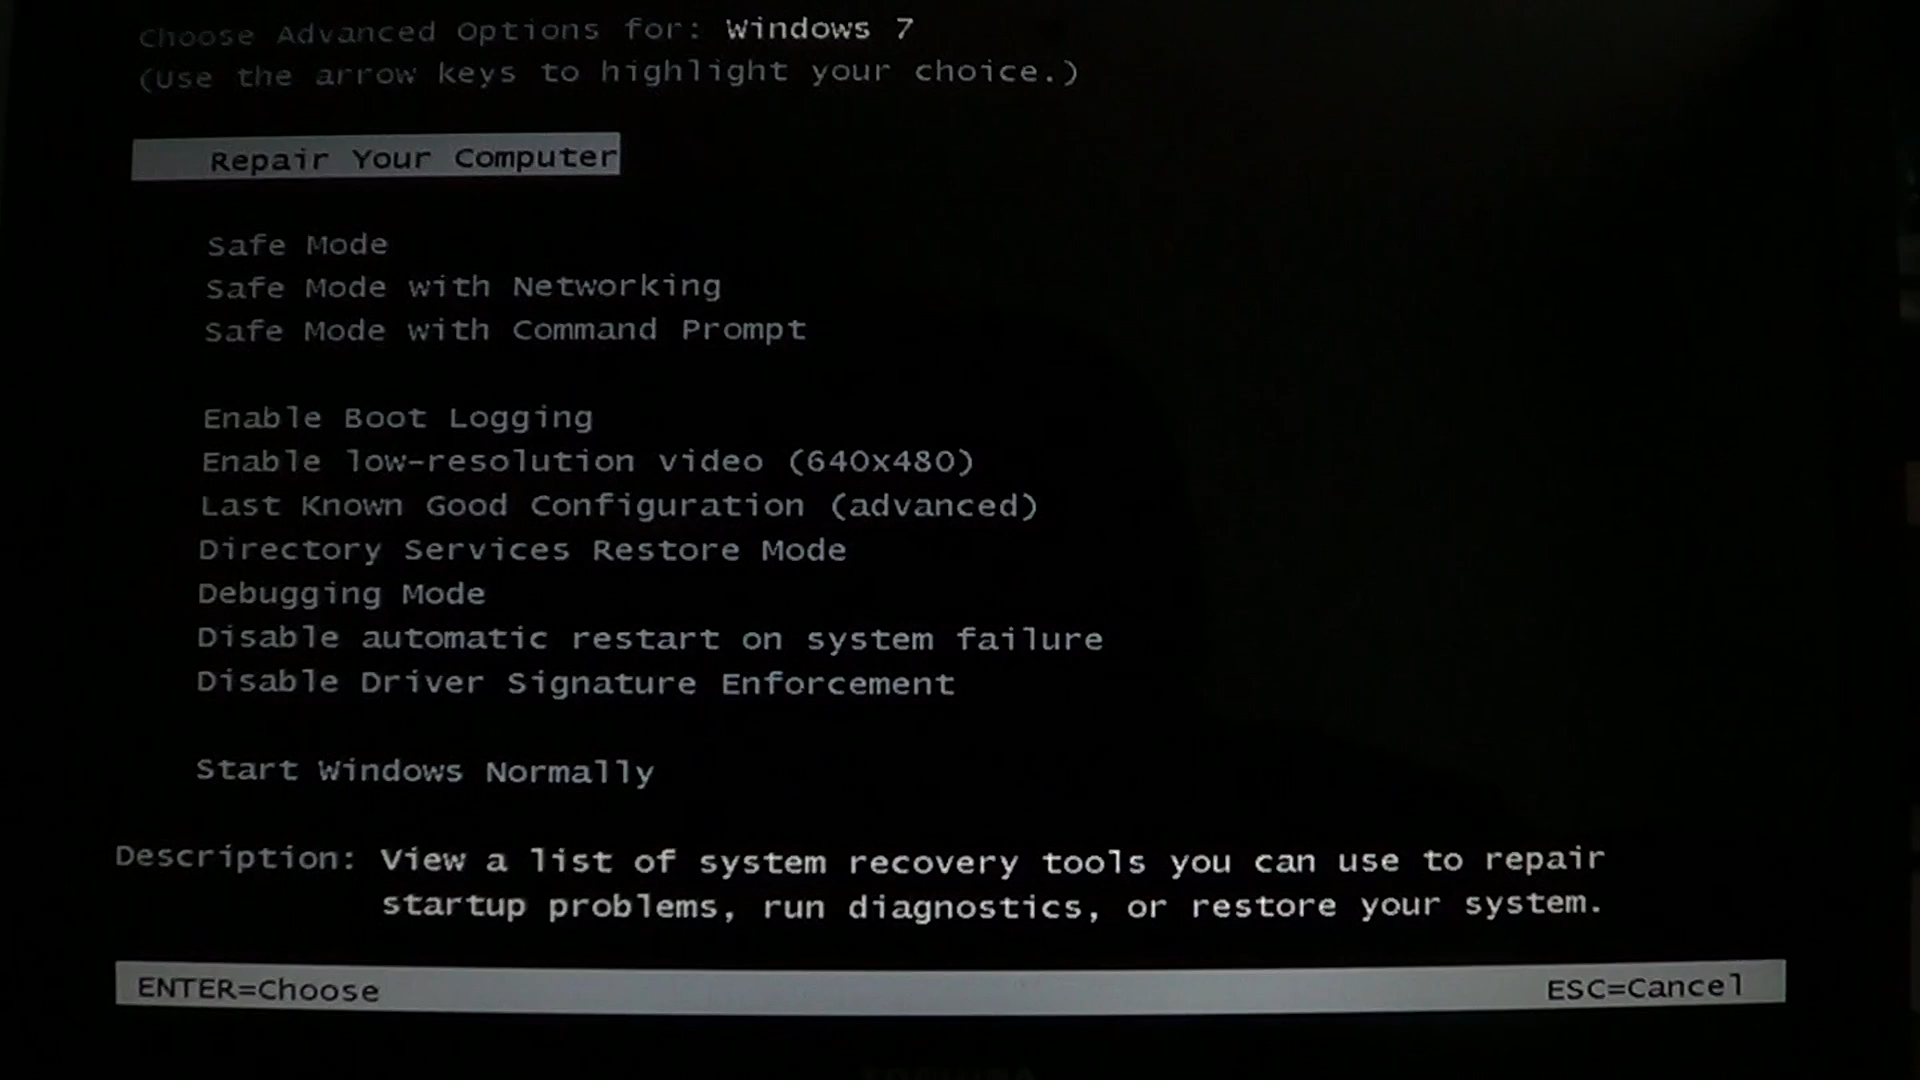 Choose Advanced Options for: Windows 7
(Use the arrow keys to highlight your choice.)
Repair Your Computer
Safe Mode
Safe Mode with Networking
Safe Mode with Command Prompt
Enable Boot Logging
Enable low-resolution video (640x480)
Last Known Good Configuration (advanced)
Directory Services Restore Mode
Debugging Mode
Disable automatic restart on system failure
Disable Driver Signature Enforcement
Start Windows Normally
Description: View a list of system recovery tools you can use to repair
startup problems, run diagnostics, or restore your system.
ENTER=Choose ESC=Cancel